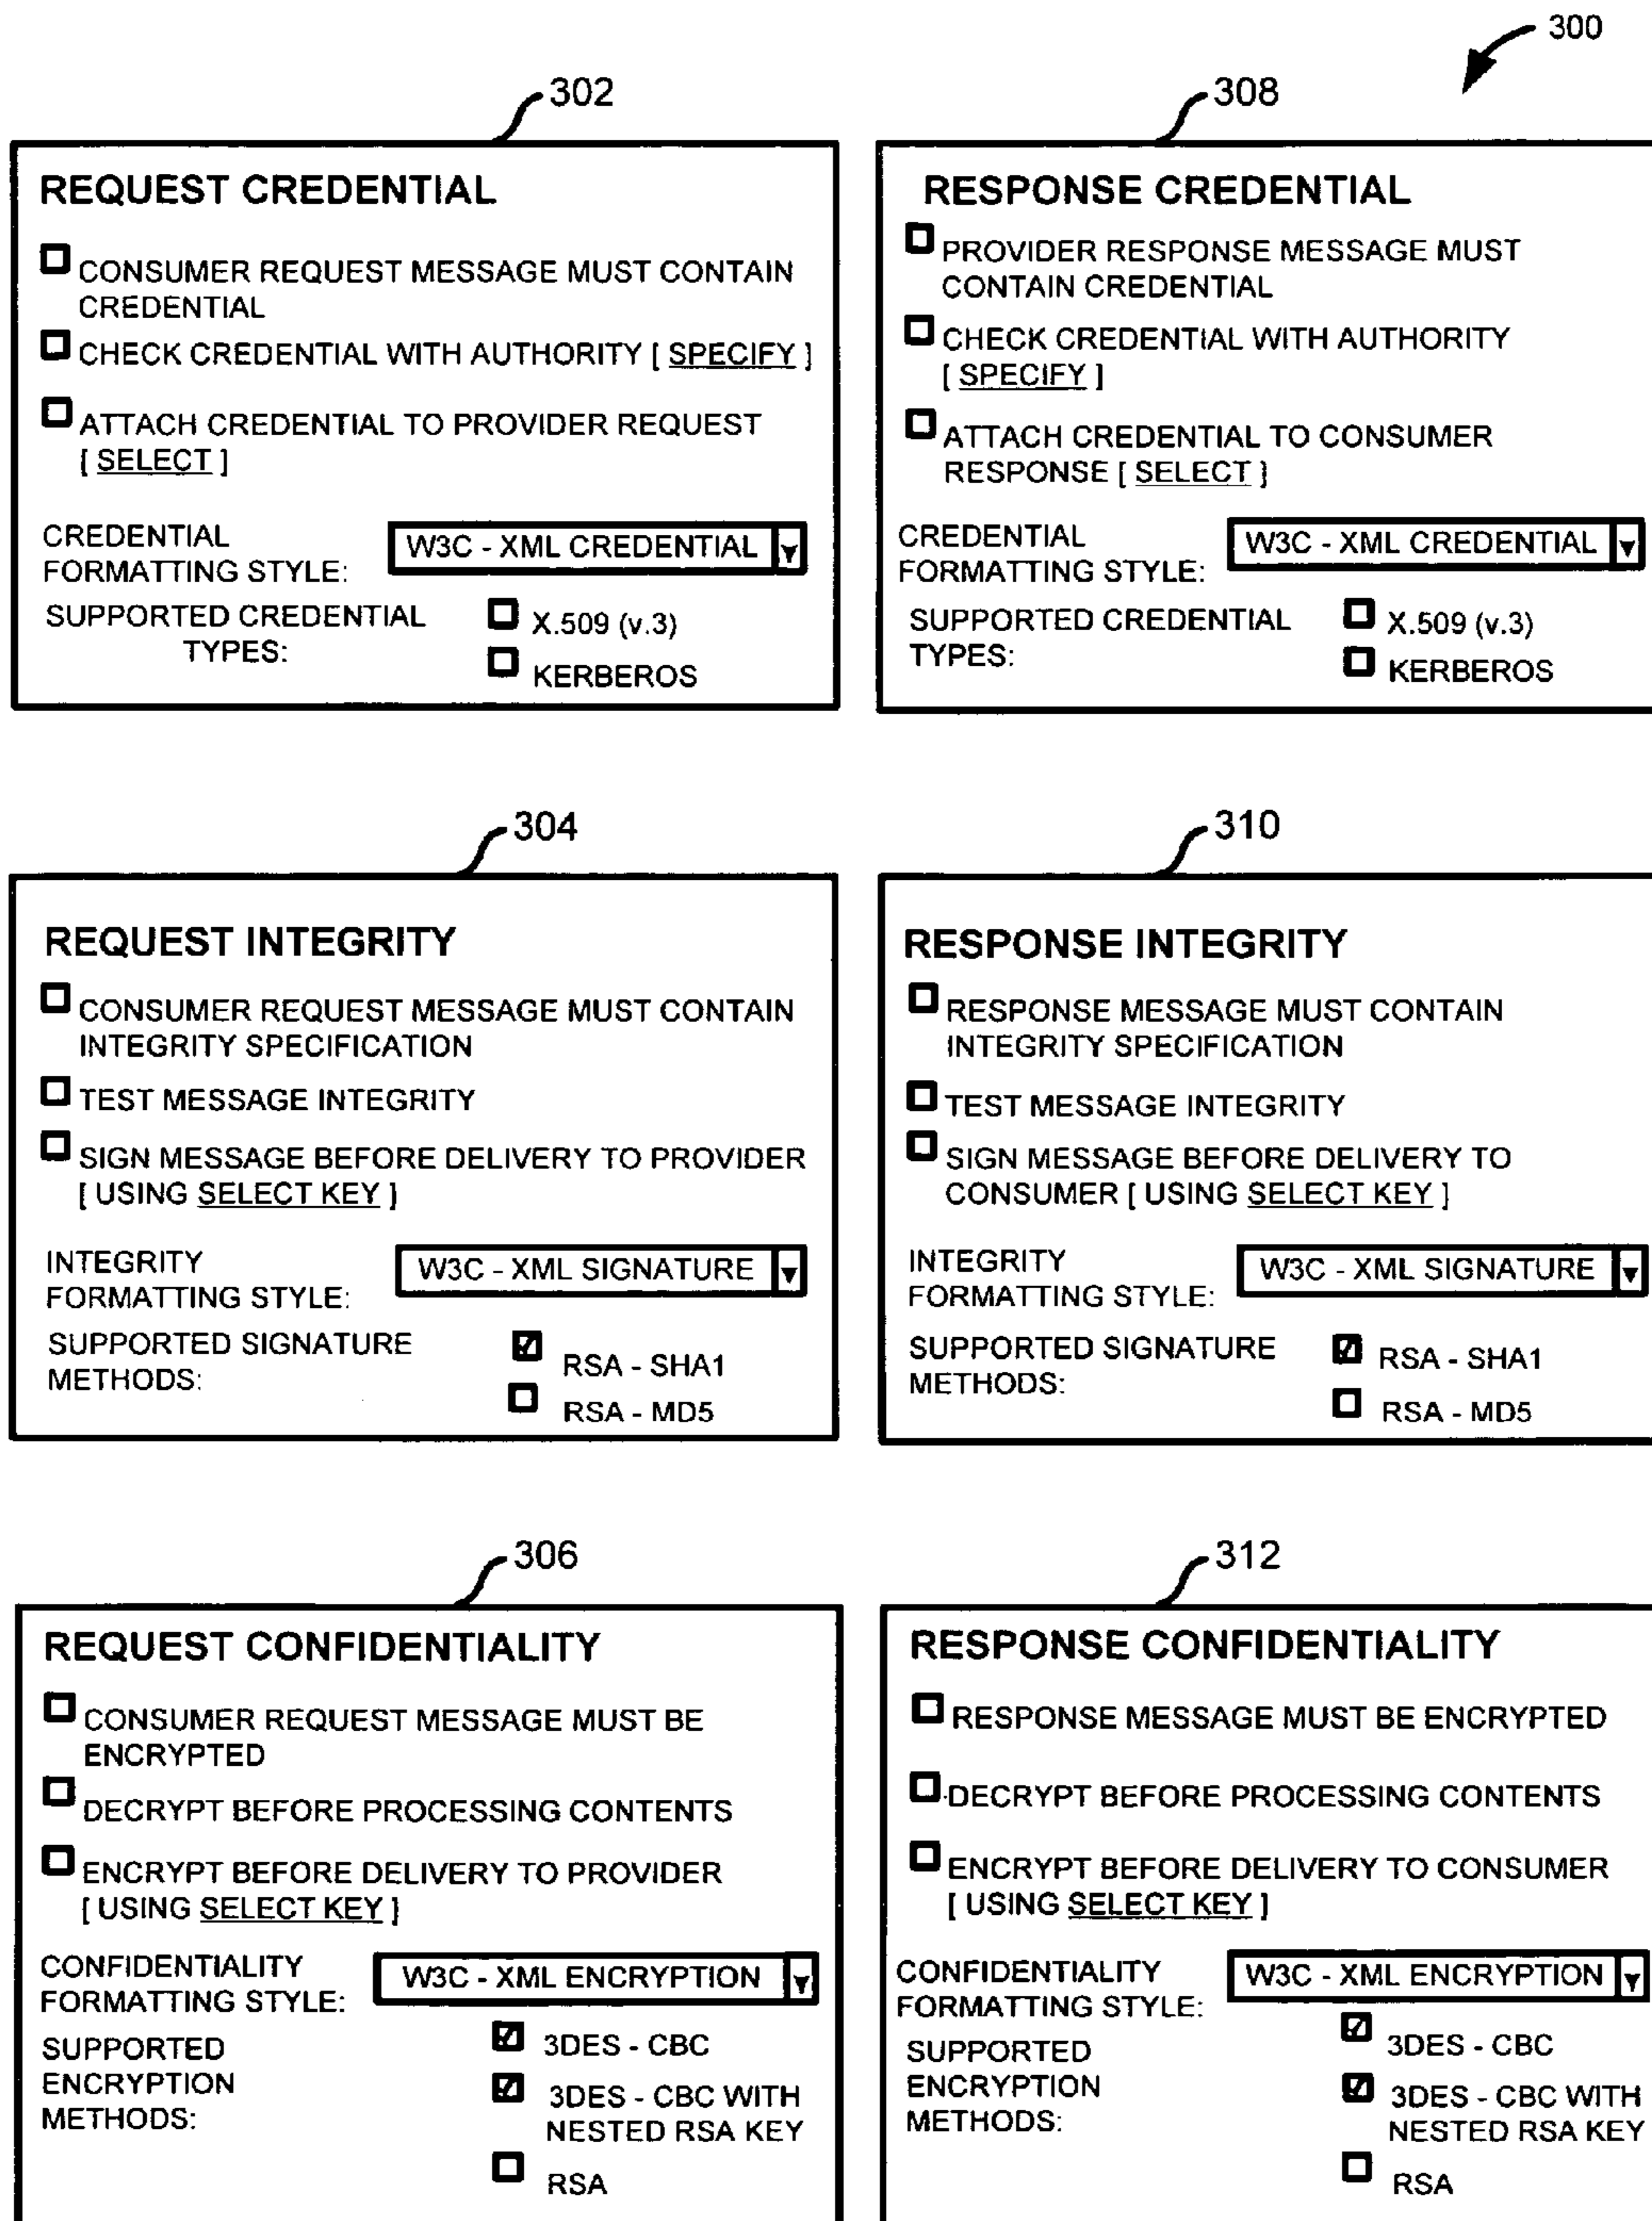 300
302
REQUEST CREDENTIAL
CONSUMER REQUEST MESSAGE MUST CONTAIN
CREDENTIAL
CHECK CREDENTIAL WITH AUTHORITY [ SPECIFY ]
ATTACH CREDENTIAL TO PROVIDER REQUEST
[ SELECT ]
CREDENTIAL
FORMATTING STYLE:
W3C - XML CREDENTIAL
SUPPORTED CREDENTIAL
TYPES:
X.509 (v.3)
KERBEROS
308
RESPONSE CREDENTIAL
PROVIDER RESPONSE MESSAGE MUST
CONTAIN CREDENTIAL
CHECK CREDENTIAL WITH AUTHORITY
[ SPECIFY ]
ATTACH CREDENTIAL TO CONSUMER
RESPONSE [ SELECT ]
CREDENTIAL
FORMATTING STYLE:
W3C - XML CREDENTIAL
SUPPORTED CREDENTIAL
TYPES:
X.509 (v.3)
KERBEROS
304
REQUEST INTEGRITY
CONSUMER REQUEST MESSAGE MUST CONTAIN
INTEGRITY SPECIFICATION
TEST MESSAGE INTEGRITY
SIGN MESSAGE BEFORE DELIVERY TO PROVIDER
[ USING SELECT KEY ]
INTEGRITY
FORMATTING STYLE:
W3C - XML SIGNATURE
SUPPORTED SIGNATURE
METHODS:
RSA - SHA1
RSA - MD5
310
RESPONSE INTEGRITY
RESPONSE MESSAGE MUST CONTAIN
INTEGRITY SPECIFICATION
TEST MESSAGE INTEGRITY
SIGN MESSAGE BEFORE DELIVERY TO
CONSUMER [ USING SELECT KEY ]
INTEGRITY
FORMATTING STYLE:
W3C - XML SIGNATURE
SUPPORTED SIGNATURE
METHODS:
RSA - SHA1
RSA - MD5
306
REQUEST CONFIDENTIALITY
CONSUMER REQUEST MESSAGE MUST BE
ENCRYPTED
DECRYPT BEFORE PROCESSING CONTENTS
ENCRYPT BEFORE DELIVERY TO PROVIDER
[ USING SELECT KEY ]
CONFIDENTIALITY
FORMATTING STYLE:
W3C - XML ENCRYPTION
SUPPORTED
ENCRYPTION
METHODS:
3DES - CBC
3DES - CBC WITH
NESTED RSA KEY
RSA
312
RESPONSE CONFIDENTIALITY
RESPONSE MESSAGE MUST BE ENCRYPTED
DECRYPT BEFORE PROCESSING CONTENTS
ENCRYPT BEFORE DELIVERY TO CONSUMER
[ USING SELECT KEY ]
CONFIDENTIALITY
FORMATTING STYLE:
W3C - XML ENCRYPTION
SUPPORTED
ENCRYPTION
METHODS:
3DES - CBC
3DES - CBC WITH
NESTED RSA KEY
RSA